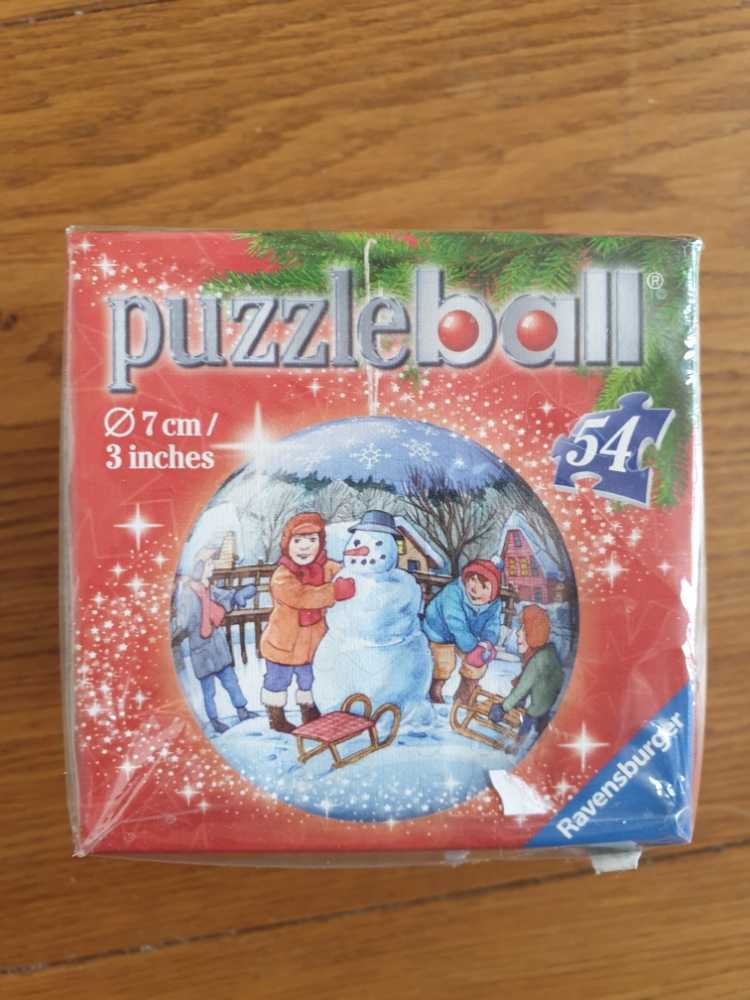 puzzleball®
Ø 7 cm /
3 inches
54
Ravensburger